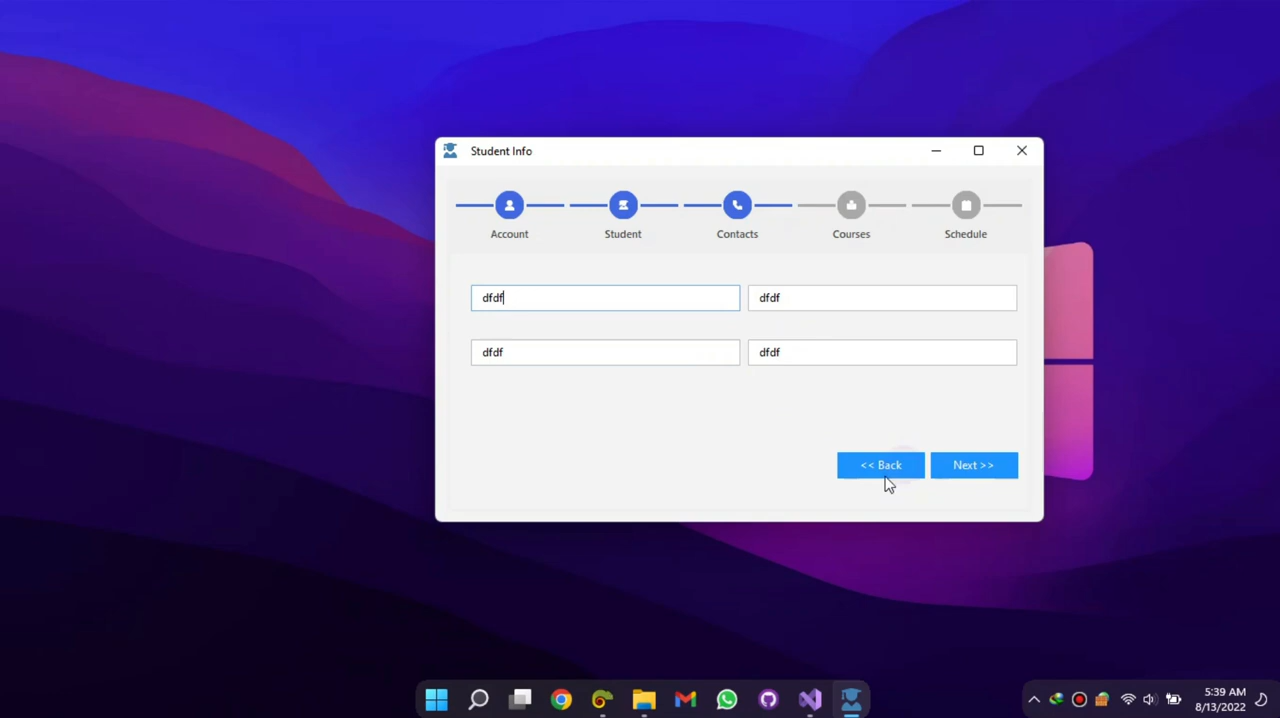 Student Info
Account Student Contacts Courses Schedule
dfdf dfdf
dfdf dfdf
<< Back Next >>
5:39 AM
8/13/2022